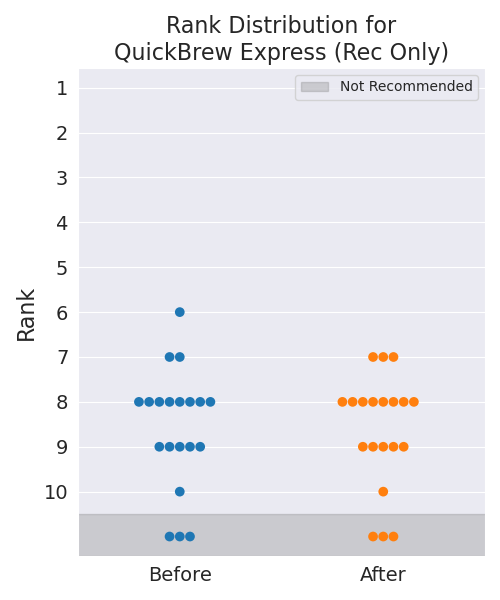 Rank Distribution for
QuickBrew Express (Rec Only)
Not Recommended
1
2
3
4
5
6
7
8
9
10
Rank
Before
After